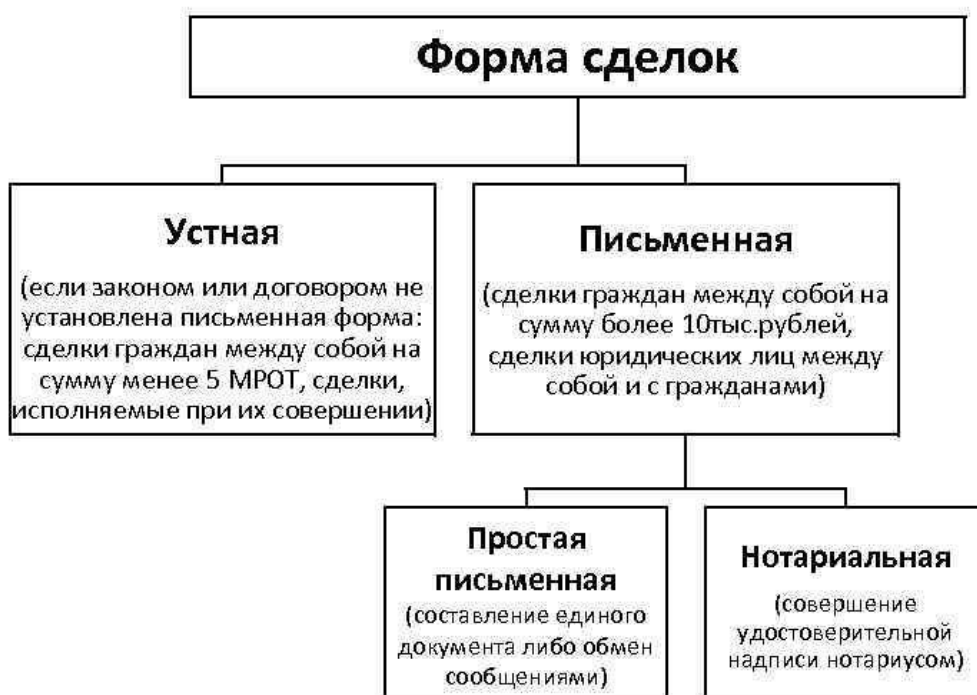 Форма сделок
Устная
(если законом или договором не
установлена письменная форма:
сделки граждан между собой на
сумму менее 5 МРОТ, сделки,
исполняемые при их совершении)
Письменная
(сделки граждан между собой на
сумму более 10тыс.рублей,
сделки юридических лиц между
собой и с гражданами)
Простая
письменная
(составление единого
документа либо обмен
сообщениями)
Нотариальная
(совершение
удостоверительной
надписи нотариусом)